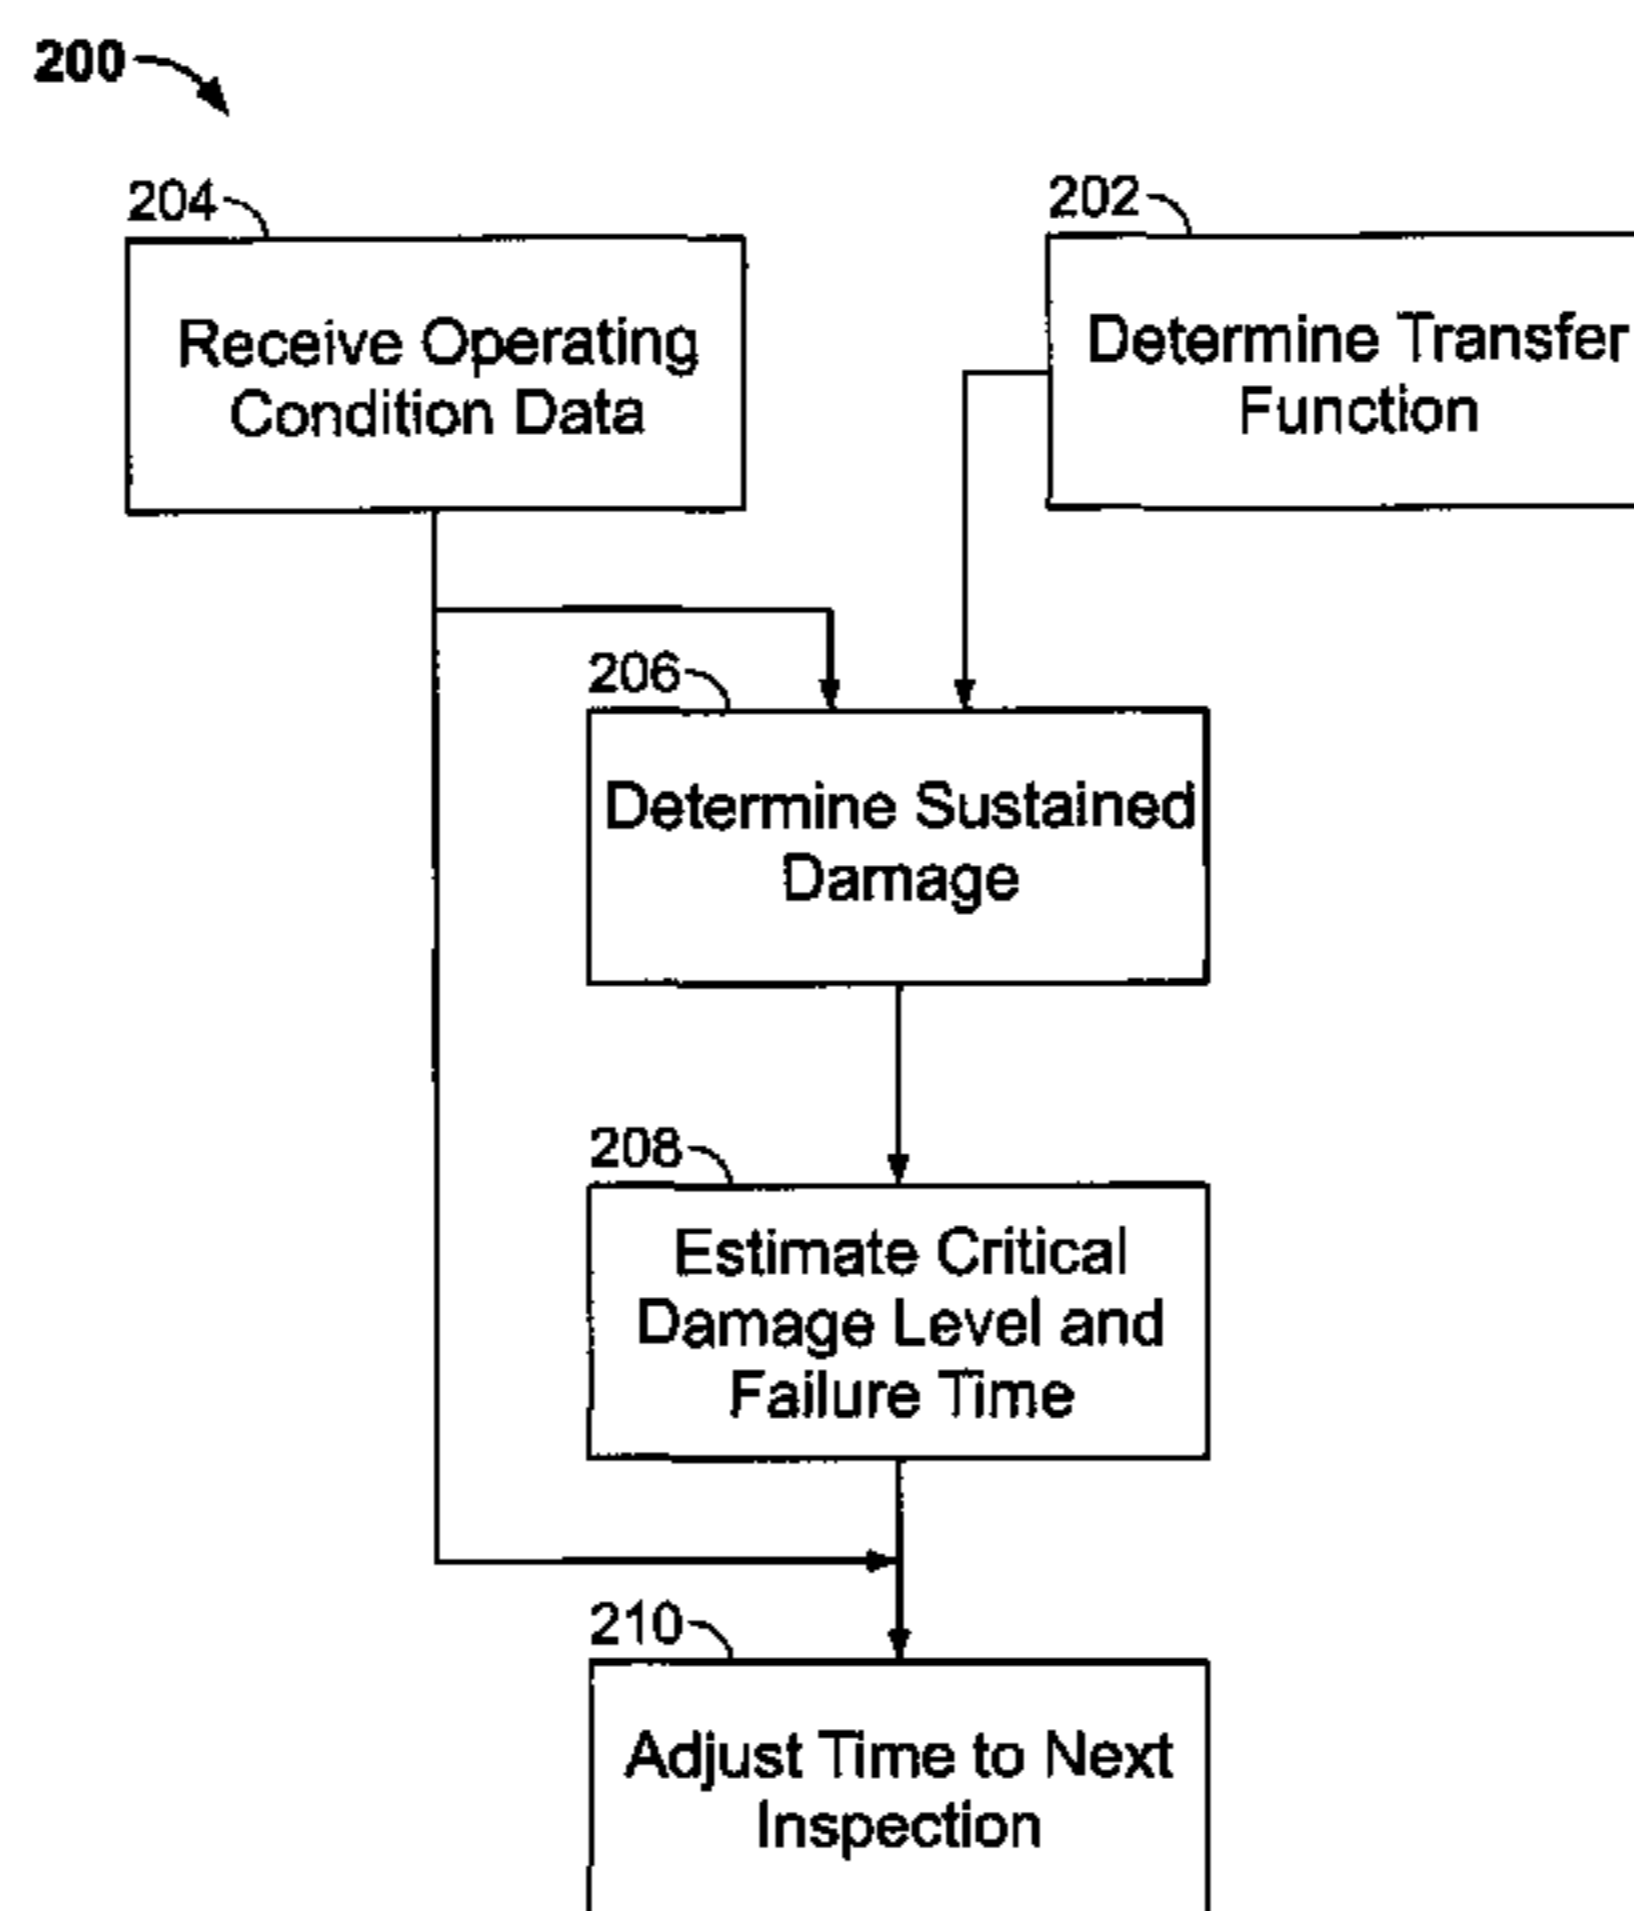 200
204
Receive Operating
Condition Data
202
Determine Transfer
Function
206
Determine Sustained
Damage
208
Estimate Critical
Damage Level and
Failure Time
210
Adjust Time to Next
Inspection